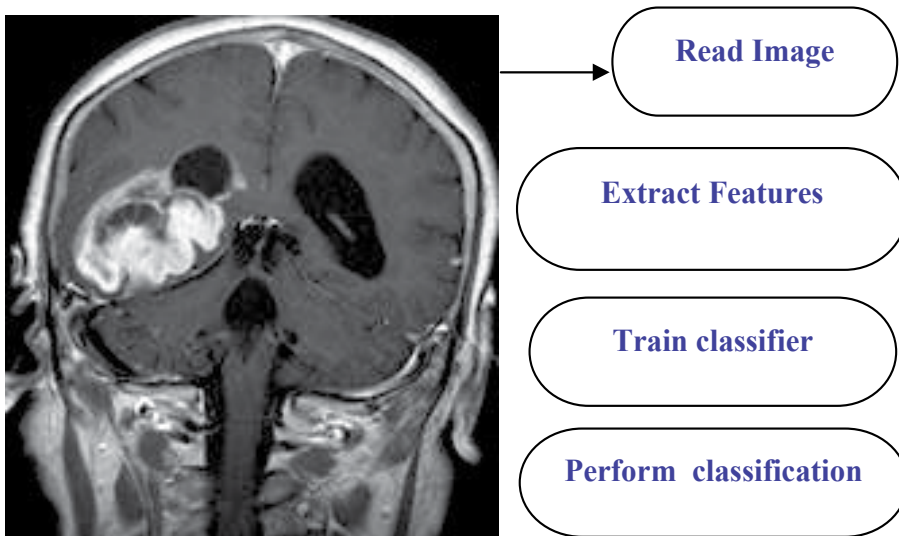 Read Image
Extract Features
Train classifier
Perform classification